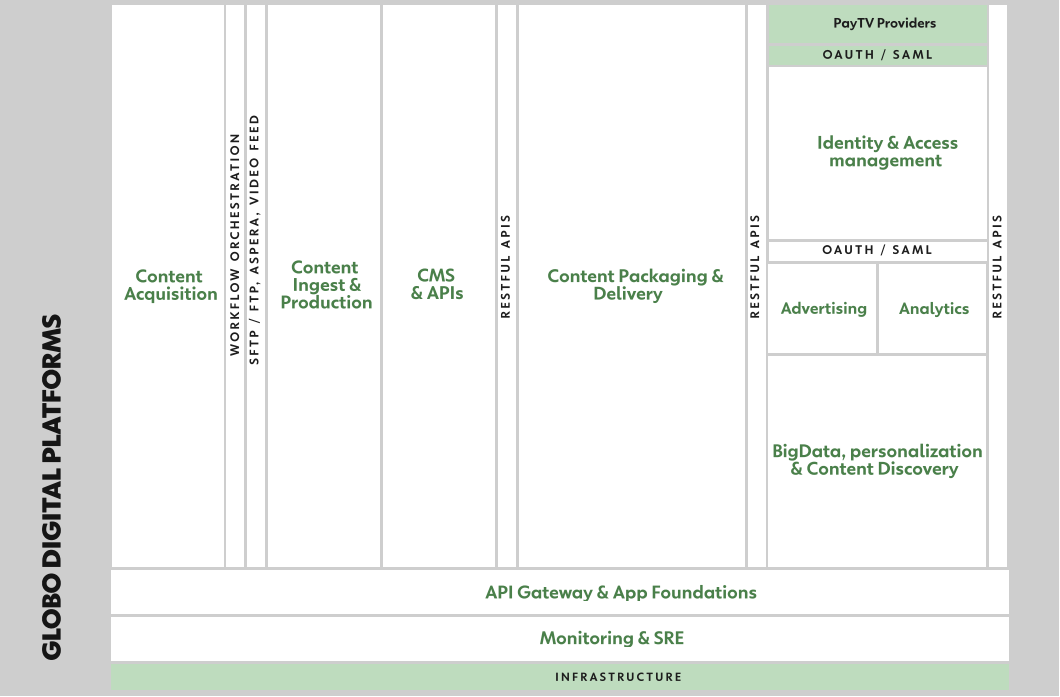 GLOBO DIGITAL PLATFORMS
Content
Acquisition
WORKFLOW ORCHESTRATION
SFTP / FTP, ASPERA, VIDEO FEED
Content
Ingest &
Production
CMS
& APIs
RESTFUL APIS
Content Packaging &
Delivery
RESTFUL APIS
PayTV Providers
OAUTH / SAML
Identity & Access
management
OAUTH / SAML
Advertising
Analytics
BigData, personalization
& Content Discovery
RESTFUL APIS
API Gateway & App Foundations
Monitoring & SRE
INFRASTRUCTURE